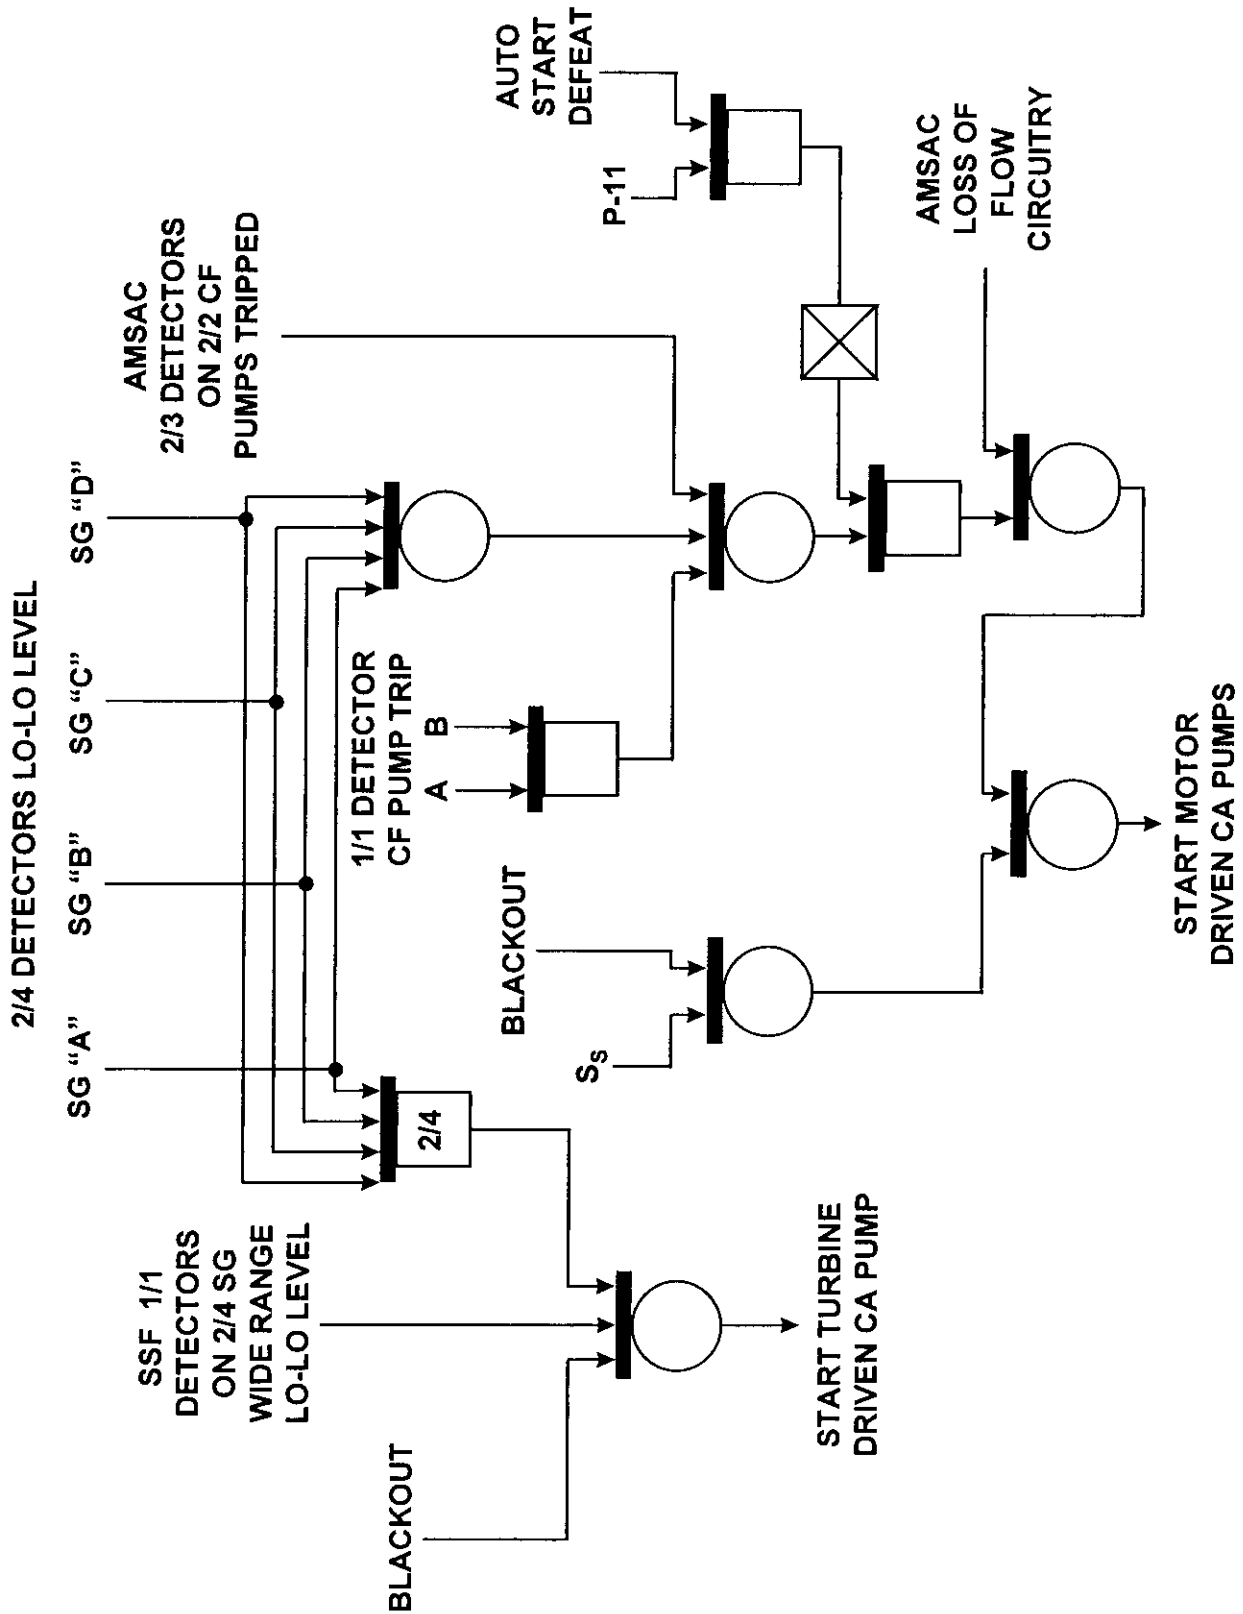 2/4 DETECTORS LO-LO LEVEL
SG “A”
SG “B”
SG “C”
SG “D”
AMSAC
2/3 DETECTORS
ON 2/2 CF
PUMPS TRIPPED
SSF 1/1
DETECTORS
ON 2/4 SG
WIDE RANGE
LO-LO LEVEL
2/4
1/1 DETECTOR
CF PUMP TRIP
A
B
BLACKOUT
BLACKOUT
SS
P-11
AUTO
START
DEFEAT
AMSAC
LOSS OF
FLOW
CIRCUITRY
START TURBINE
DRIVEN CA PUMP
START MOTOR
DRIVEN CA PUMPS